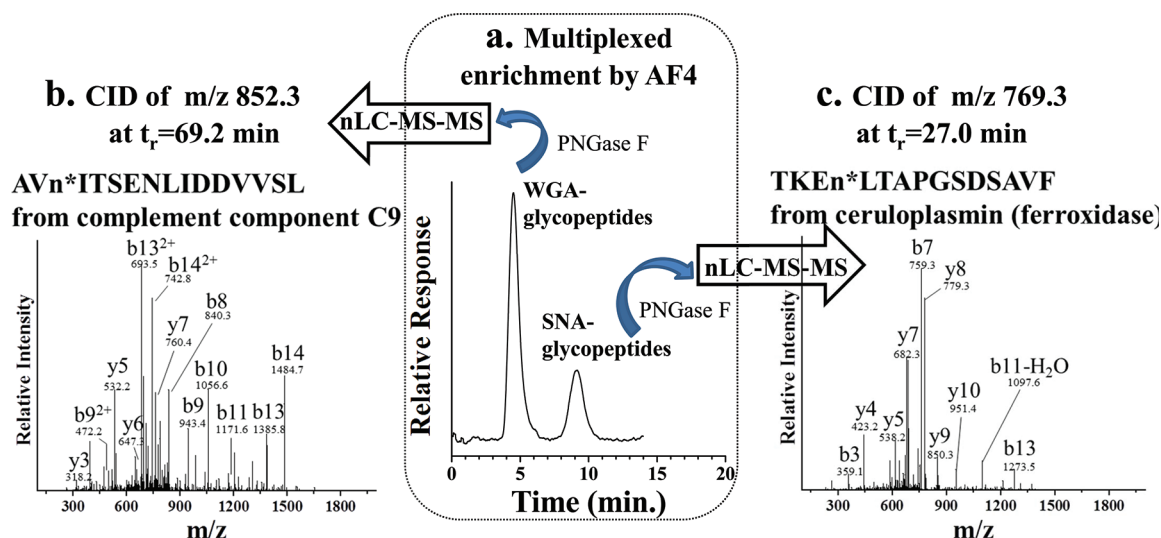 a. Multiplexed
enrichment by AF4
b. CID of m/z 852.3
at tr=69.2 min
nLC-MS-MS
PNGase F
c. CID of m/z 769.3
at tr=27.0 min
AVn*ITSENLIDDVVSL
from complement component C9
WGA-
glycopeptides
TKEn*LTAPGSDSAVF
from ceruloplasmin (ferroxidase)
nLC-MS-MS
PNGase F
SNA-
glycopeptides
Relative Intensity
b13²⁺
693.5
b14²⁺
742.8
b8
840.3
y7
760.4
y5
532.2
b10
1056.6
b14
1484.7
b9²⁺
472.2
y6
647.3
b9
943.4
b11
1171.6
b13
1385.8
y3
318.2
300 600 900 1200 1500 1800
m/z
Relative Response
0 5 10 15 20
Time (min.)
Relative Intensity
b7
759.3
y8
779.3
y7
682.3
b11-H₂O
1097.6
y10
951.4
y4
423.2
y5
538.2
y9
850.3
b3
359.1
b13
1273.5
300 600 900 1200 1500 1800
m/z